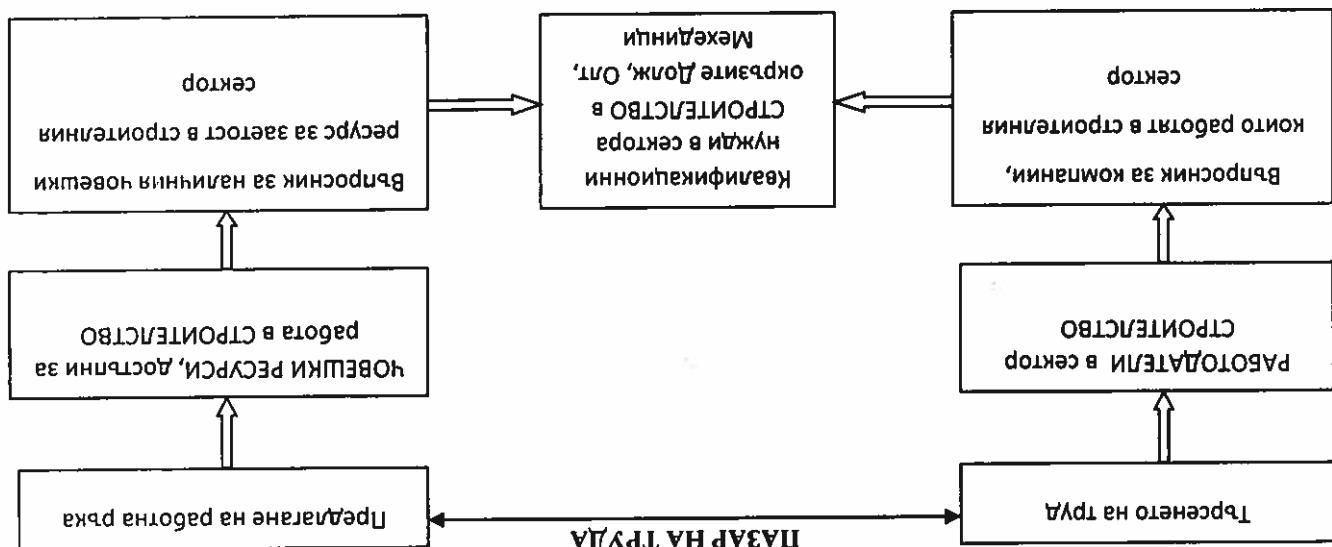 ПАЗАР НА ТРУДА
Търсенето на труд
Предлагане на работна ръка
РАБОТОДАТЕЛИ в сектор
СТРОИТЕЛСТВО
ЧОВЕШКИ РЕСУРСИ, достъпни за
работа в СТРОИТЕЛСТВО
Въпросник за компании,
които работят в строителния
сектор
Квалификационни
нужди в сектора
СТРОИТЕЛСТВО в
окръзите Долж, Олт,
Мехединци
Въпросник за наличния човешки
ресурс за заетост в строителния
сектор